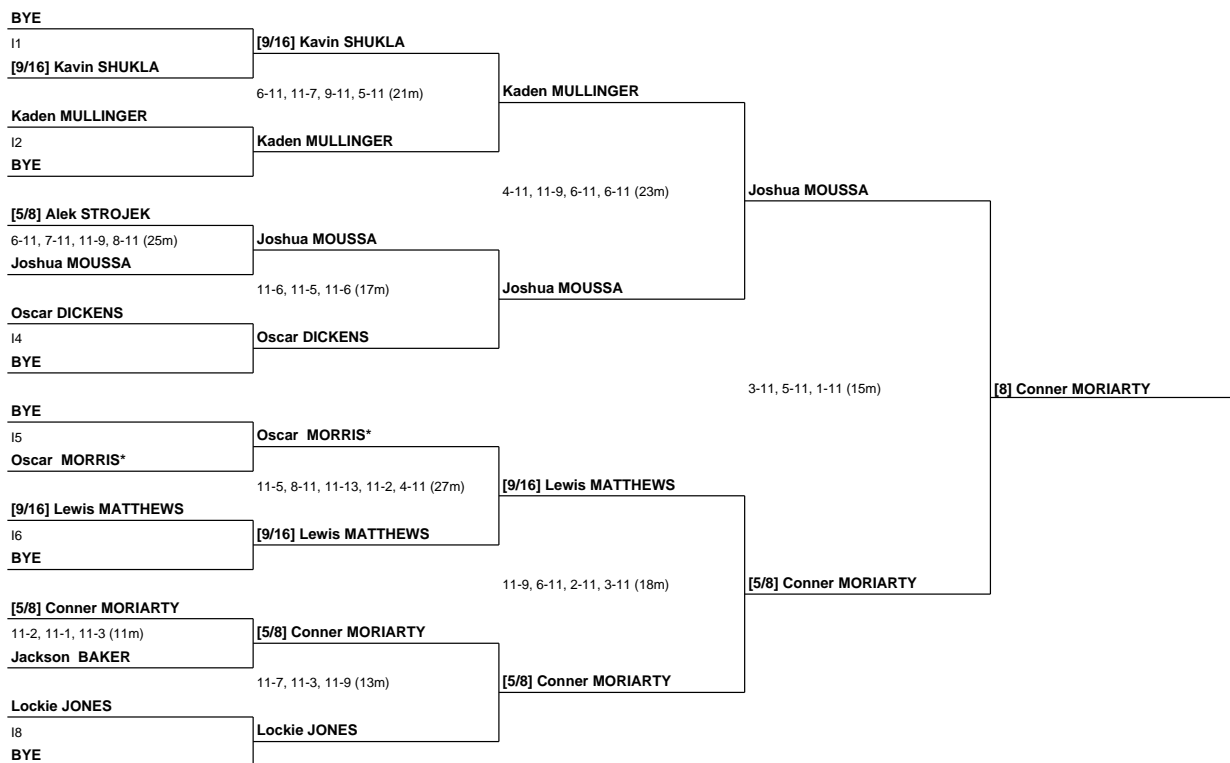 BYE
I1
[9/16] Kavin SHUKLA
[9/16] Kavin SHUKLA
6-11, 11-7, 9-11, 5-11 (21m)
Kaden MULLINGER
Kaden MULLINGER
I2
Kaden MULLINGER
BYE
4-11, 11-9, 6-11, 6-11 (23m)
Joshua MOUSSA
[5/8] Alek STROJEK
6-11, 7-11, 11-9, 8-11 (25m)
Joshua MOUSSA
Joshua MOUSSA
11-6, 11-5, 11-6 (17m)
Joshua MOUSSA
Oscar DICKENS
I4
Oscar DICKENS
BYE
3-11, 5-11, 1-11 (15m)
[8] Conner MORIARTY
BYE
I5
Oscar  MORRIS*
Oscar  MORRIS*
11-5, 8-11, 11-13, 11-2, 4-11 (27m)
[9/16] Lewis MATTHEWS
[9/16] Lewis MATTHEWS
I6
[9/16] Lewis MATTHEWS
BYE
11-9, 6-11, 2-11, 3-11 (18m)
[5/8] Conner MORIARTY
[5/8] Conner MORIARTY
11-2, 11-1, 11-3 (11m)
[5/8] Conner MORIARTY
Jackson  BAKER
11-7, 11-3, 11-9 (13m)
[5/8] Conner MORIARTY
Lockie JONES
I8
Lockie JONES
BYE